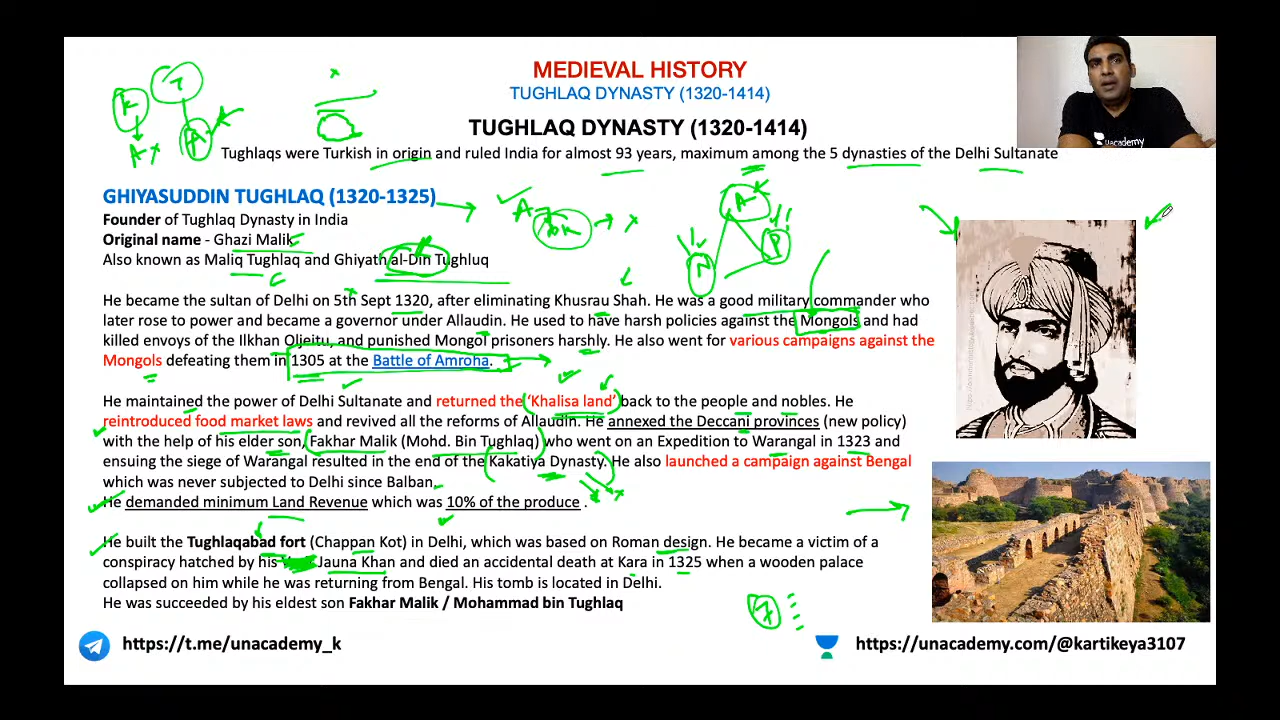 MEDIEVAL HISTORY
TUGHLAQ DYNASTY (1320-1414)
TUGHLAQ DYNASTY (1320-1414)
Tughlaqs were Turkish in origin and ruled India for almost 93 years, maximum among the 5 dynasties of the Delhi Sultanate
unacademy
GHIYASUDDIN TUGHLAQ (1320-1325)
Founder of Tughlaq Dynasty in India
Original name - Ghazi Malik
Also known as Maliq Tughlaq and Ghiyath al-Din Tughluq
He became the sultan of Delhi on 5th Sept 1320, after eliminating Khusrau Shah. He was a good military commander who
later rose to power and became a governor under Allaudin. He used to have harsh policies against the Mongols and had
killed envoys of the Ilkhan Oljeitu, and punished Mongol prisoners harshly. He also went for various campaigns against the
Mongols defeating them in 1305 at the Battle of Amroha.
He maintained the power of Delhi Sultanate and returned the ‘Khalisa land’ back to the people and nobles. He
reintroduced food market laws and revived all the reforms of Allaudin. He annexed the Deccani provinces (new policy)
with the help of his elder son, Fakhar Malik (Mohd. Bin Tughlaq) who went on an Expedition to Warangal in 1323 and
ensuing the siege of Warangal resulted in the end of the Kakatiya Dynasty. He also launched a campaign against Bengal
which was never subjected to Delhi since Balban.
He demanded minimum Land Revenue which was 10% of the produce .
He built the Tughlaqabad fort (Chappan Kot) in Delhi, which was based on Roman design. He became a victim of a
conspiracy hatched by his Jauna Khan and died an accidental death at Kara in 1325 when a wooden palace
collapsed on him while he was returning from Bengal. His tomb is located in Delhi.
He was succeeded by his eldest son Fakhar Malik / Mohammad bin Tughlaq
https://t.me/unacademy_k
https://unacademy.com/@kartikeya3107